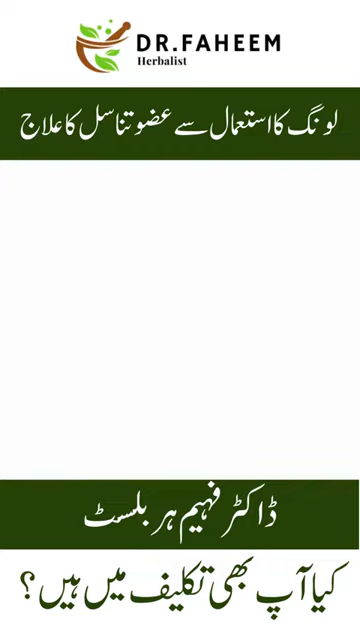 DR.FAHEEM
Herbalist
لونگ کا استعمال سے عضو تناسل کا علاج
ڈاکٹر فہیم ہربلسٹ
کیا آپ بھی تکلیف میں ہیں؟